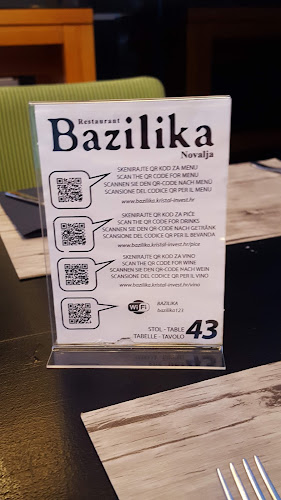 Restaurant
Bazilika
Novalja
SKENIRAJTE QR KOD ZA MENU
SCAN THE QR CODE FOR MENU
SCANNEN SIE DEN QR-CODE NACH MENÜ
SCANSIONE DEL CODICE QR PER IL MENU
www.bazilika.kristal-invest.hr
SKENIRAJTE QR KOD ZA PIĆE
SCAN THE QR CODE FOR DRINKS
SCANNEN SIE DEN QR-CODE NACH GETRÄNK
SCANSIONE DEL CODICE QR PER IL BEVANDA
www.bazilika.kristal-invest.hr/pice
SKENIRAJTE QR KOD ZA VINO
SCAN THE QR CODE FOR WINE
SCANNEN SIE DEN QR-CODE NACH WEIN
SCANSIONE DEL CODICE QR PER IL VINO
www.bazilika.kristal-invest.hr/vino
WiFi
BAZILIKA
bazilika123
STOL - TABLE
TABELLE - TAVOLO
43